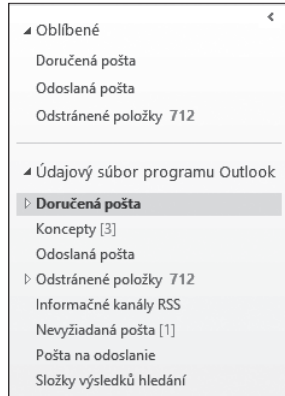 Oblíbené
Doručená pošta
Odoslaná pošta
Odstránené položky 712
Údajový súbor programu Outlook
Doručená pošta
Koncepty [3]
Odoslaná pošta
Odstránené položky 712
Informačné kanály RSS
Nevyžiadaná pošta [1]
Pošta na odoslanie
Složky výsledků hledání